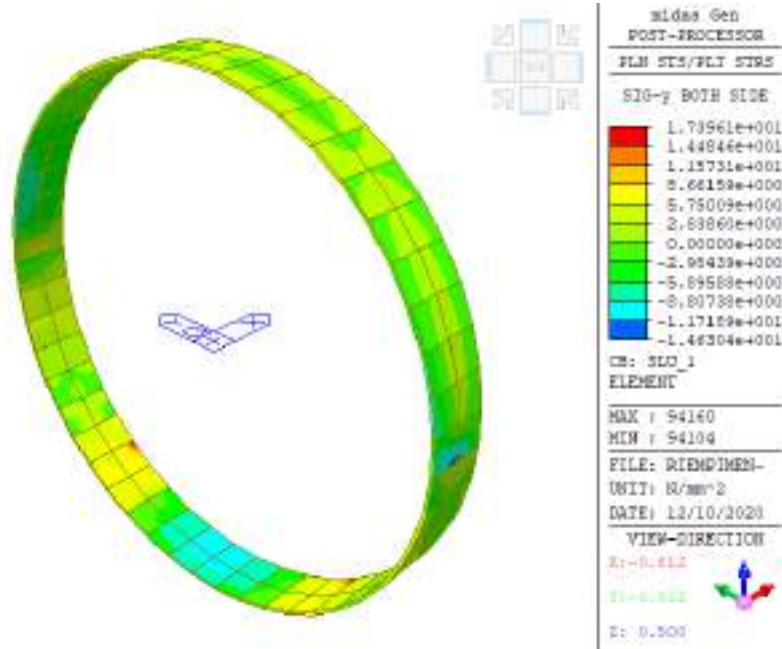 midas Gen
POST-PROCESSOR
PLN STS/PLT STRS
SIG-y BOTH SIDE
1.73961e+001
1.44846e+001
1.15731e+001
8.66159e+000
5.75009e+000
2.83860e+000
0.00000e+000
-2.98439e+000
-5.89588e+000
-8.80738e+000
-1.17189e+001
-1.46304e+001
CB: SLU_1
ELEMENT
MAX : 94160
MIN : 94104
FILE: RIEMPIMEN~
UNIT: N/mm^2
DATE: 12/10/2020
VIEW-DIRECTION
X:-0.612
Z: 0.500